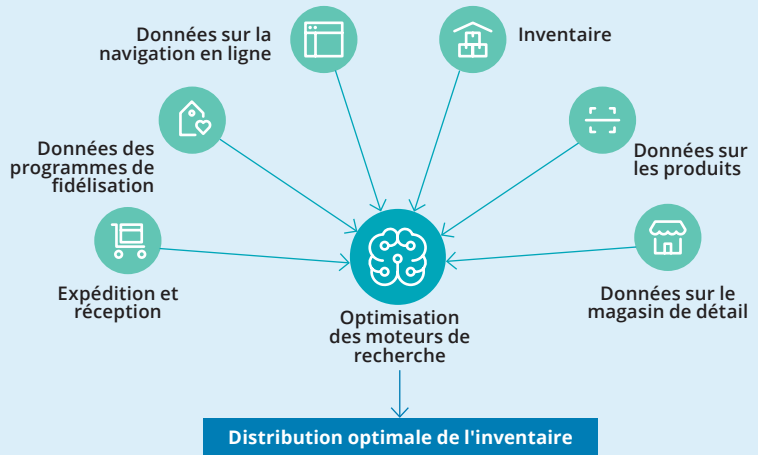 Données sur la
navigation en ligne
Inventaire
Données des
programmes de
fidélisation
Données sur
les produits
Expédition et
réception
Données sur le
magasin de détail
Optimisation
des moteurs de
recherche
Distribution optimale de l'inventaire